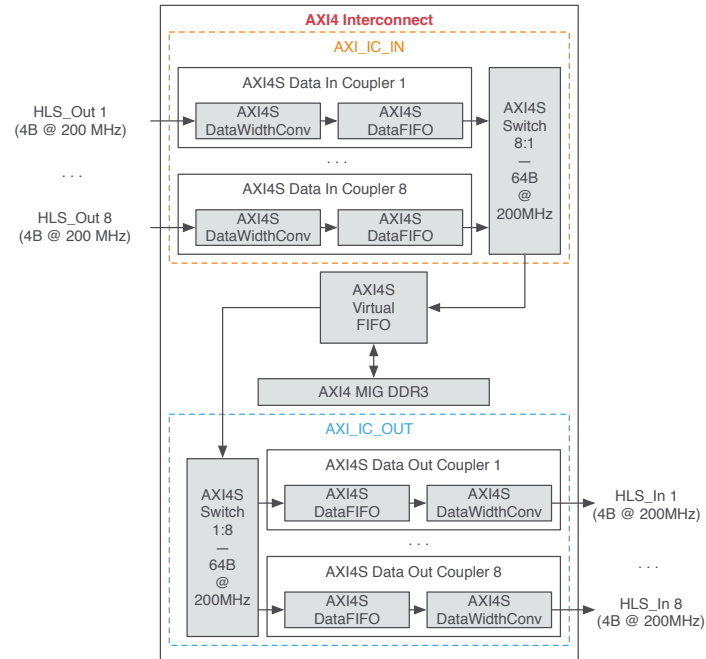 AXI4 Interconnect
AXI_IC_IN
AXI4S Data In Coupler 1
HLS_Out 1
(4B @ 200 MHz)
AXI4S
DataWidthConv
AXI4S
DataFIFO
. . .
. . .
AXI4S Data In Coupler 8
HLS_Out 8
(4B @ 200 MHz)
AXI4S
DataWidthConv
AXI4S
DataFIFO
AXI4S
Switch
8:1
—
64B
@
200MHz
AXI4S
Virtual
FIFO
AXI4 MIG DDR3
AXI_IC_OUT
AXI4S
Switch
1:8
—
64B
@
200MHz
AXI4S Data Out Coupler 1
AXI4S
DataFIFO
AXI4S
DataWidthConv
HLS_In 1
(4B @ 200MHz)
. . .
. . .
AXI4S Data Out Coupler 8
AXI4S
DataFIFO
AXI4S
DataWidthConv
HLS_In 8
(4B @ 200MHz)